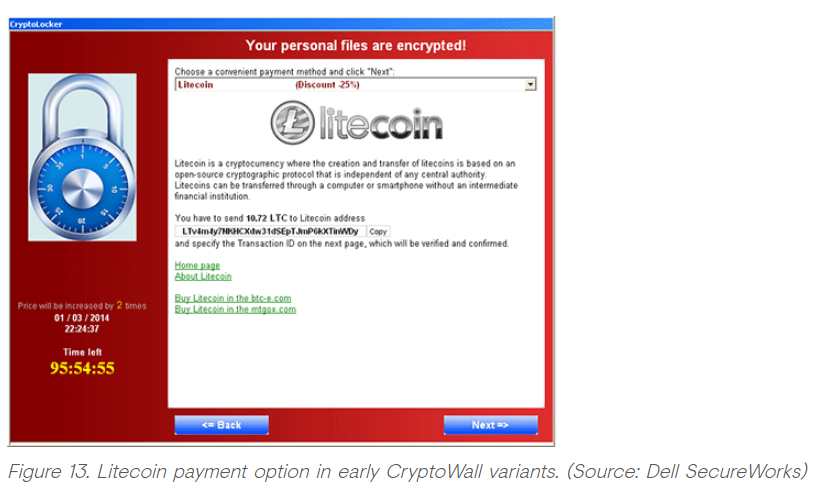 CryptoLocker
Your personal files are encrypted!
Choose a convenient payment method and click "Next":
Litecoin (Discount -25%)
litecoin
Litecoin is a cryptocurrency where the creation and transfer of litecoins is based on an
open-source cryptographic protocol that is independent of any central authority.
Litecoins can be transferred through a computer or smartphone without an intermediate
financial institution.
You have to send 10,72 LTC to Litecoin address
LTv4m4y7NKHCXdw31dSEpTJmP6kXTinWDy Copy
and specify the Transaction ID on the next page, which will be verified and confirmed.
Home page
About Litecoin
Buy Litecoin in the btc-e.com
Buy Litecoin in the mtgox.com
Price will be increased by 2 times
01 / 03 / 2014
22:24:37
Time left
95:54:55
<= Back
Next =>
Figure 13. Litecoin payment option in early CryptoWall variants. (Source: Dell SecureWorks)